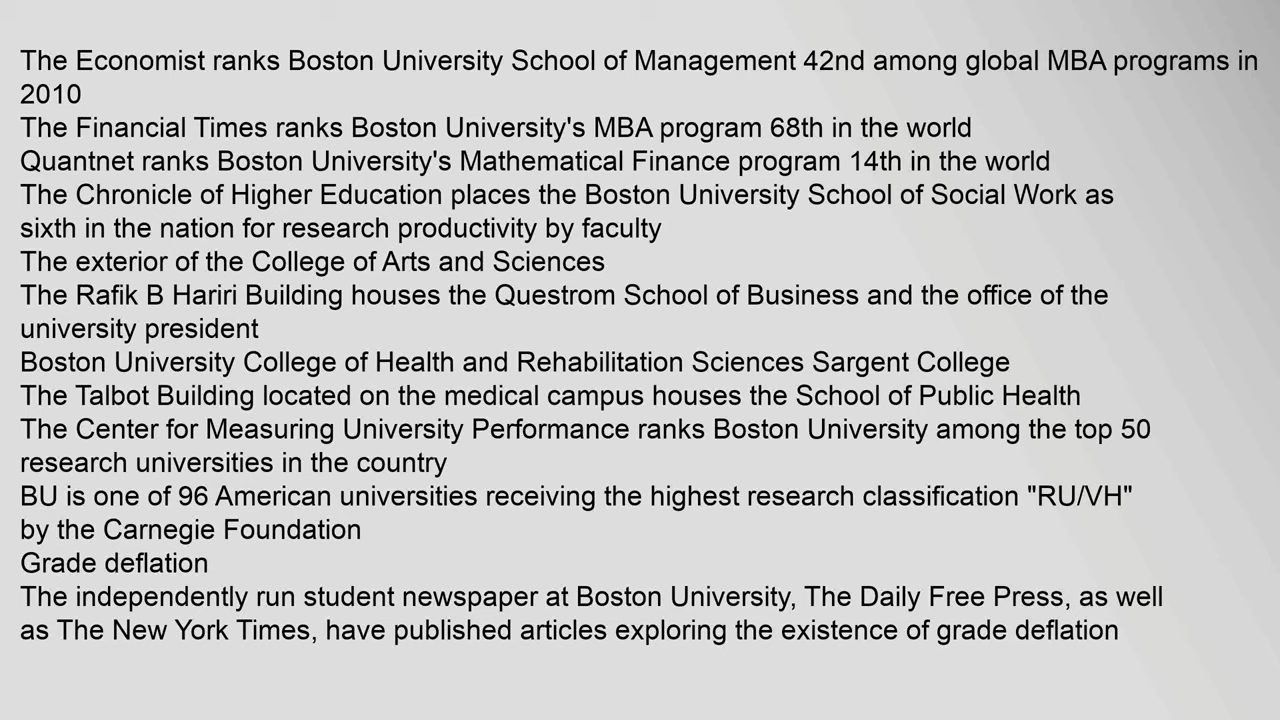 The Economist ranks Boston University School of Management 42nd among global MBA programs in
2010
The Financial Times ranks Boston University's MBA program 68th in the world
Quantnet ranks Boston University's Mathematical Finance program 14th in the world
The Chronicle of Higher Education places the Boston University School of Social Work as
sixth in the nation for research productivity by faculty
The exterior of the College of Arts and Sciences
The Rafik B Hariri Building houses the Questrom School of Business and the office of the
university president
Boston University College of Health and Rehabilitation Sciences Sargent College
The Talbot Building located on the medical campus houses the School of Public Health
The Center for Measuring University Performance ranks Boston University among the top 50
research universities in the country
BU is one of 96 American universities receiving the highest research classification "RU/VH"
by the Carnegie Foundation
Grade deflation
The independently run student newspaper at Boston University, The Daily Free Press, as well
as The New York Times, have published articles exploring the existence of grade deflation